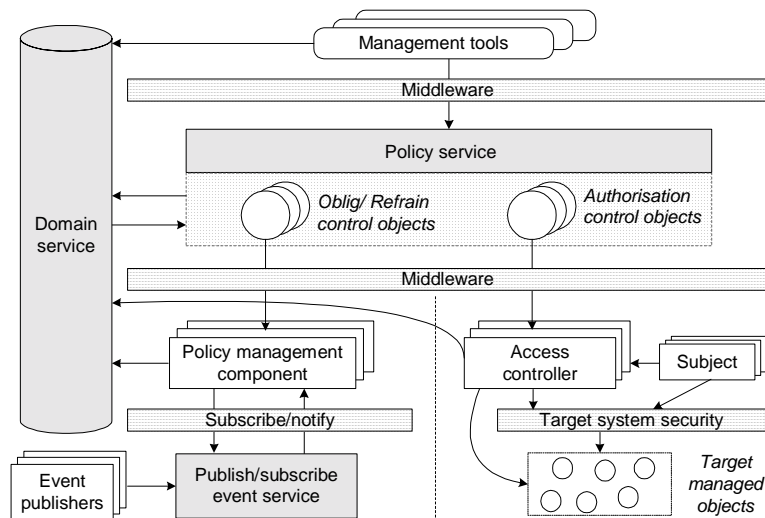 Management tools
Middleware
Policy service
Oblig/ Refrain
control objects
Authorisation
control objects
Domain
service
Middleware
Policy management
component
Access
controller
Subject
Subscribe/notify
Target system security
Event
publishers
Publish/subscribe
event service
Target
managed
objects